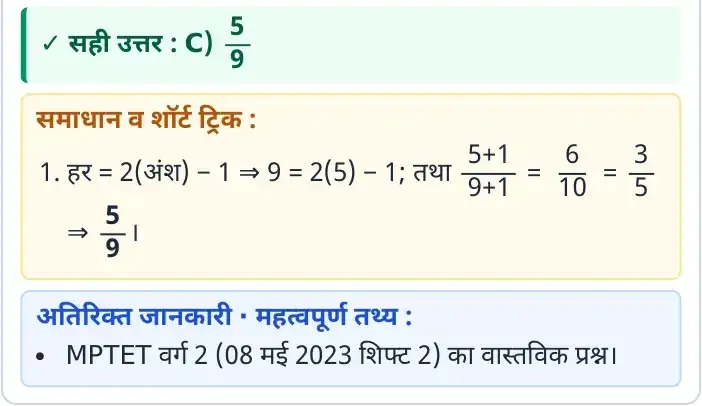 ✓ सही उत्तर : C) 5/9
समाधान व शॉर्ट ट्रिक :
1. हर = 2(अंश) − 1 ⇒ 9 = 2(5) − 1; तथा 5+1/9+1 = 6/10 = 3/5
⇒ 5/9।
अतिरिक्त जानकारी · महत्वपूर्ण तथ्य :
• MPTET वर्ग 2 (08 मई 2023 शिफ्ट 2) का वास्तविक प्रश्न।